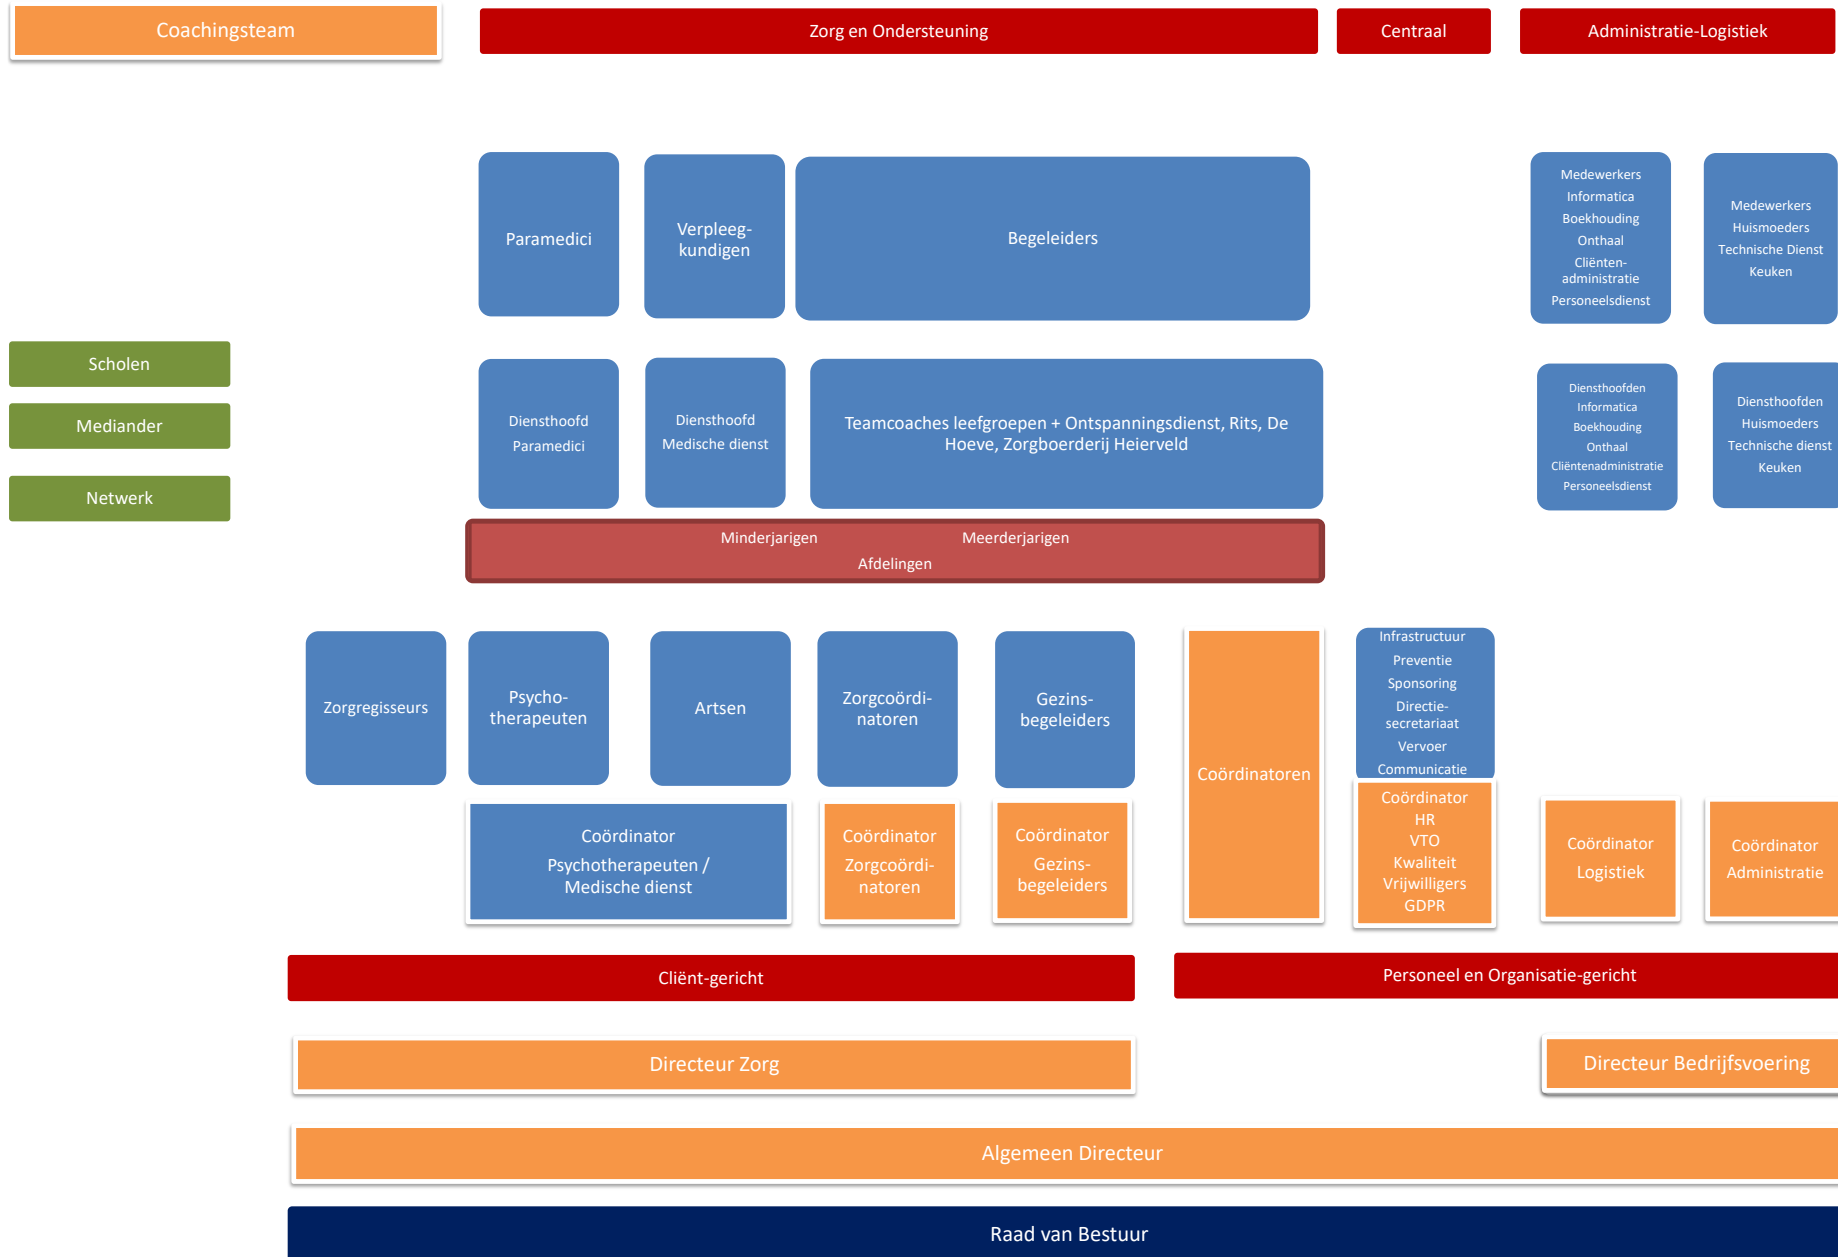 Coachingsteam
Zorg en Ondersteuning
Centraal
Administratie-Logistiek
Paramedici
Verpleeg-
kundigen
Begeleiders
Medewerkers
Informatica
Boekhouding
Onthaal
Cliënten-
administratie
Personeelsdienst
Medewerkers
Huismoeders
Technische Dienst
Keuken
Scholen
Mediander
Netwerk
Diensthoofd
Paramedici
Diensthoofd
Medische dienst
Teamcoaches leefgroepen + Ontspanningsdienst, Rits, De
Hoeve, Zorgboerderij Heierveld
Diensthoofden
Informatica
Boekhouding
Onthaal
Cliëntenadministratie
Personeelsdienst
Diensthoofden
Huismoeders
Technische dienst
Keuken
Minderjarigen Meerderjarigen
Afdelingen
Zorgregisseurs
Psycho-
therapeuten
Artsen
Zorgcoördi-
natoren
Gezins-
begeleiders
Coördinatoren
Infrastructuur
Preventie
Sponsoring
Directie-
secretariaat
Vervoer
Communicatie
Coördinator
Psychotherapeuten /
Medische dienst
Coördinator
Zorgcoördi-
natoren
Coördinator
Gezins-
begeleiders
Coördinator
HR
VTO
Kwaliteit
Vrijwilligers
GDPR
Coördinator
Logistiek
Coördinator
Administratie
Cliënt-gericht
Personeel en Organisatie-gericht
Directeur Zorg
Directeur Bedrijfsvoering
Algemeen Directeur
Raad van Bestuur